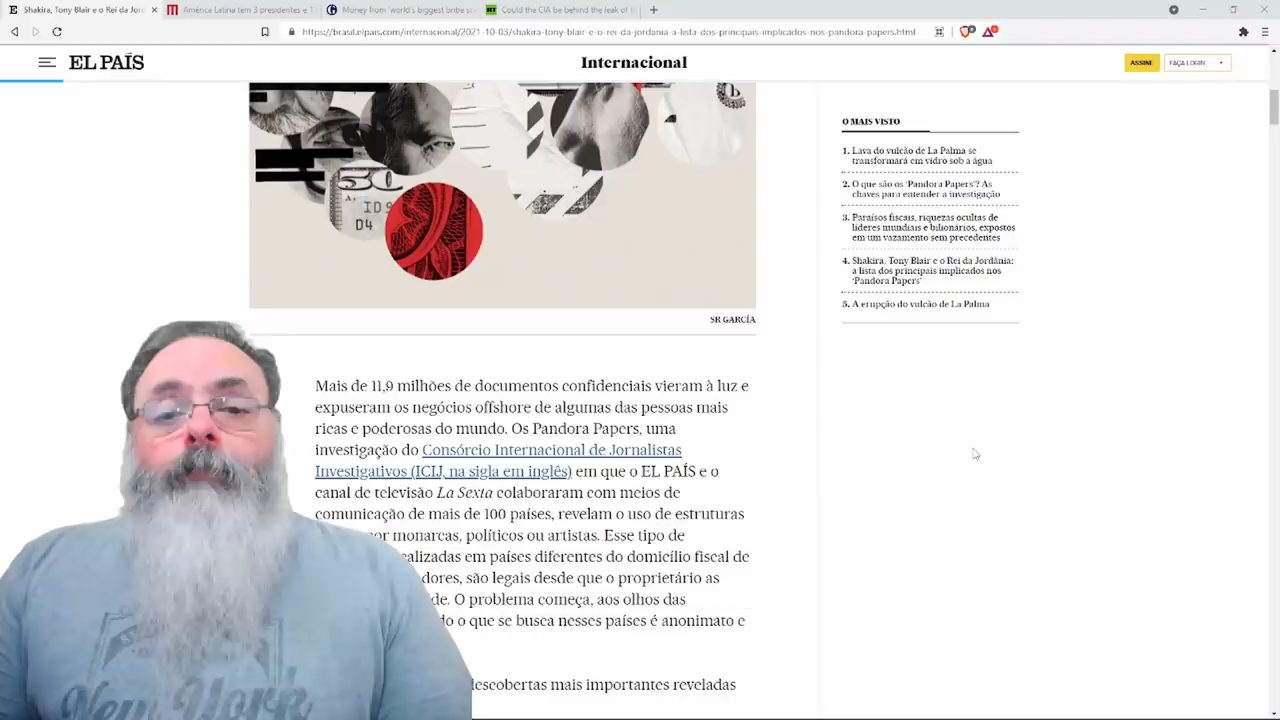 Shakira, Tony Blair e o Rei da Jor
América Latina tem 3 presidentes e 1
Money from 'world's biggest bribe s
Could the CIA be behind the leak of
https://brasil.elpais.com/internacional/2021-10-03/shakira-tony-blair-e-o-rei-da-jordania-a-lista-dos-principais-implicados-nos-pandora-papers.html
EL PAÍS
Internacional
ASSINE
FAÇA LOGIN
50
A.
ID9
D4
SR GARCÍA
O MAIS VISTO
1. Lava do vulcão de La Palma se
transformará em vidro sob a água
2. O que são os 'Pandora Papers'? As
chaves para entender a investigação
3. Paraísos fiscais, riquezas ocultas de
líderes mundiais e bilionários, expostos
em um vazamento sem precedentes
4. Shakira, Tony Blair e o Rei da Jordânia:
a lista dos principais implicados nos
'Pandora Papers'
5. A erupção do vulcão de La Palma
Mais de 11,9 milhões de documentos confidenciais vieram à luz e
expuseram os negócios offshore de algumas das pessoas mais
ricas e poderosas do mundo. Os Pandora Papers, uma
investigação do Consórcio Internacional de Jornalistas
Investigativos (ICIJ, na sigla em inglês) em que o EL PAÍS e o
canal de televisão La Sexta colaboraram com meios de
comunicação de mais de 100 países, revelam o uso de estruturas
por monarcas, políticos ou artistas. Esse tipo de
alizadas em países diferentes do domicílio fiscal de
dores, são legais desde que o proprietário as
de. O problema começa, aos olhos das
do o que se busca nesses países é anonimato e
descobertas mais importantes reveladas